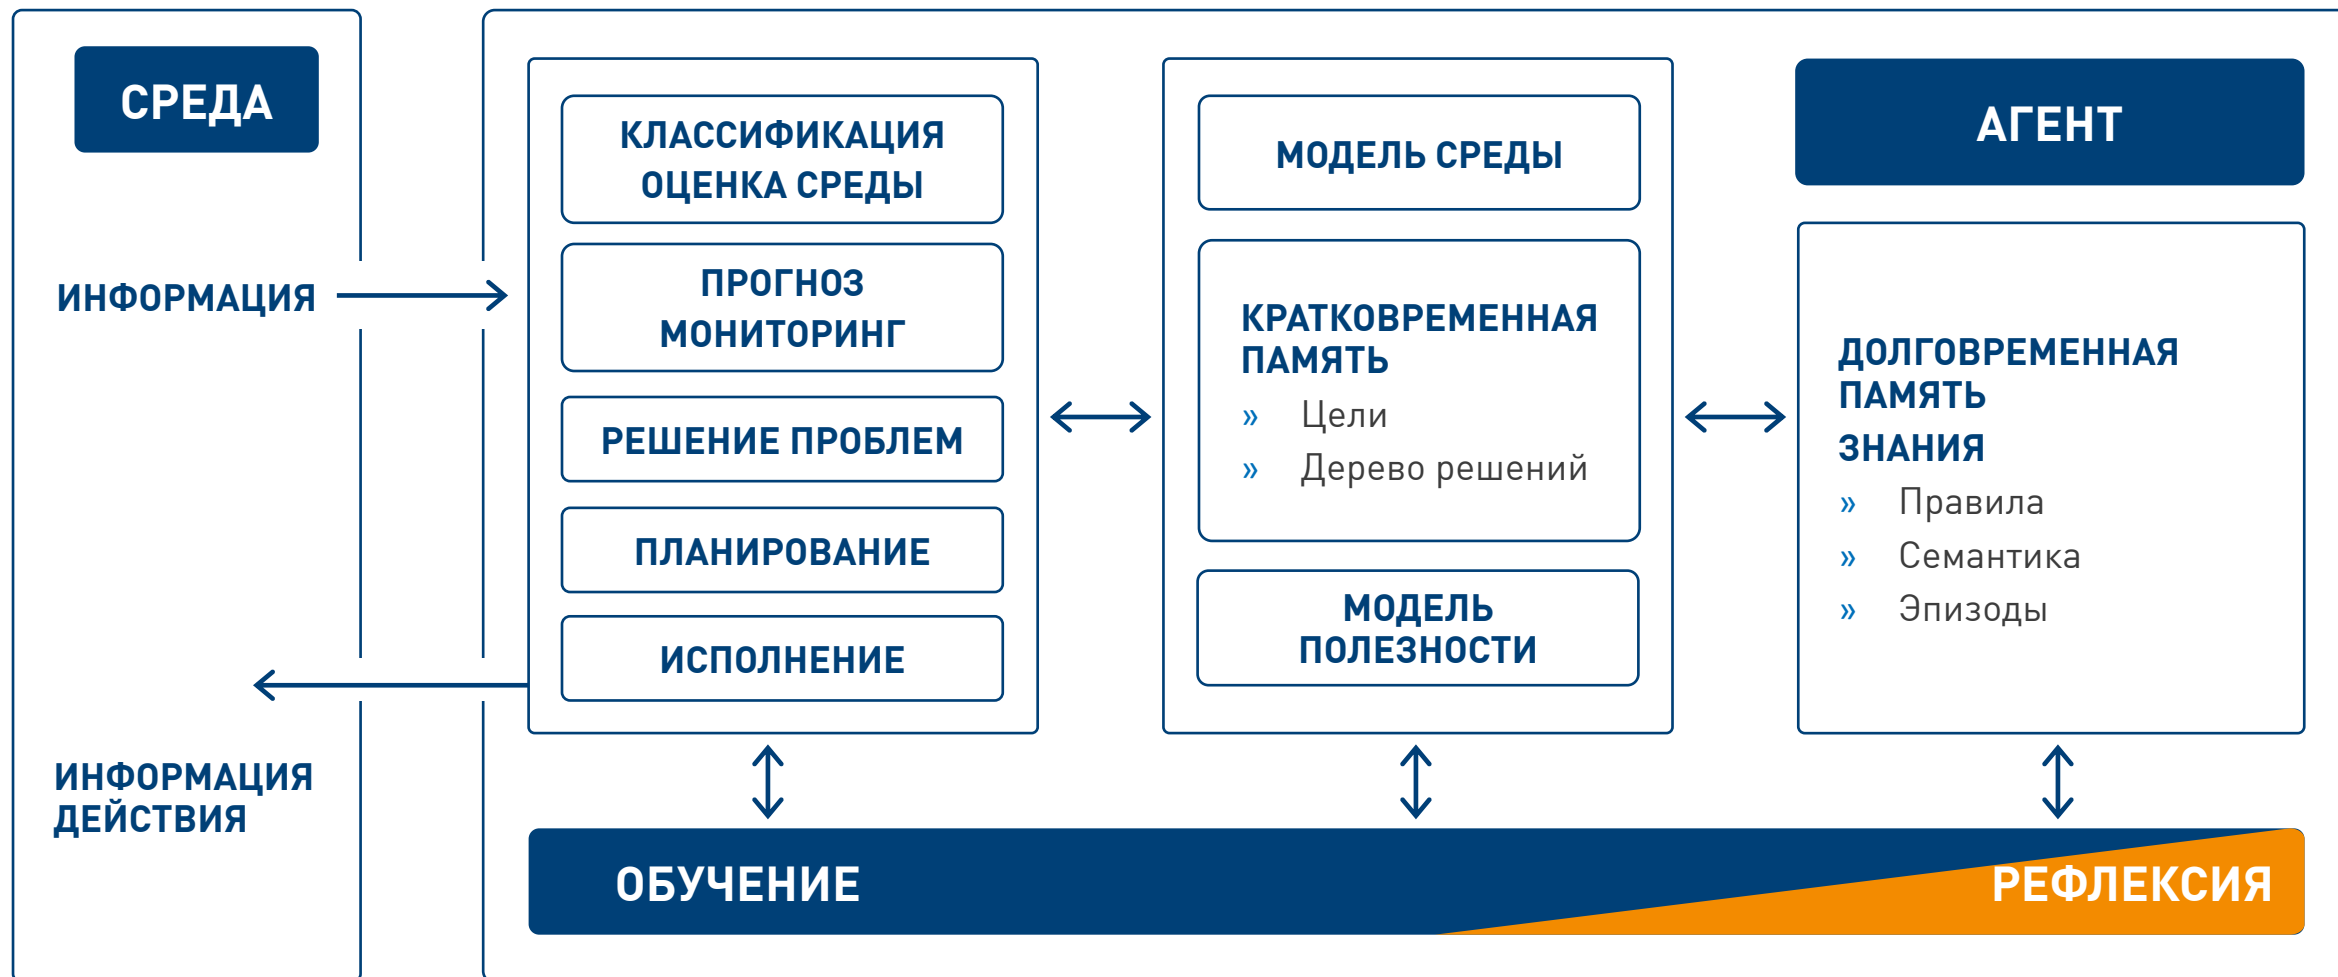 СРЕДА
ИНФОРМАЦИЯ
ИНФОРМАЦИЯ
ДЕЙСТВИЯ
КЛАССИФИКАЦИЯ
ОЦЕНКА СРЕДЫ
ПРОГНОЗ
МОНИТОРИНГ
РЕШЕНИЕ ПРОБЛЕМ
ПЛАНИРОВАНИЕ
ИСПОЛНЕНИЕ
МОДЕЛЬ СРЕДЫ
КРАТКОВРЕМЕННАЯ
ПАМЯТЬ
» Цели
» Дерево решений
МОДЕЛЬ
ПОЛЕЗНОСТИ
АГЕНТ
ДОЛГОВРЕМЕННАЯ
ПАМЯТЬ
ЗНАНИЯ
» Правила
» Семантика
» Эпизоды
ОБУЧЕНИЕ
РЕФЛЕКСИЯ